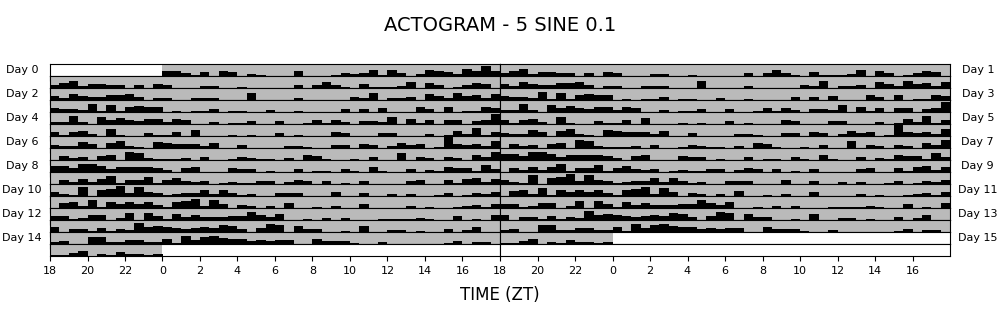 ACTOGRAM - 5 SINE 0.1
Day 0
Day 1
Day 2
Day 3
Day 4
Day 5
Day 6
Day 7
Day 8
Day 9
Day 10
Day 11
Day 12
Day 13
Day 14
Day 15
18 20 22 0 2 4 6 8 10 12 14 16 18 20 22 0 2 4 6 8 10 12 14 16
TIME (ZT)